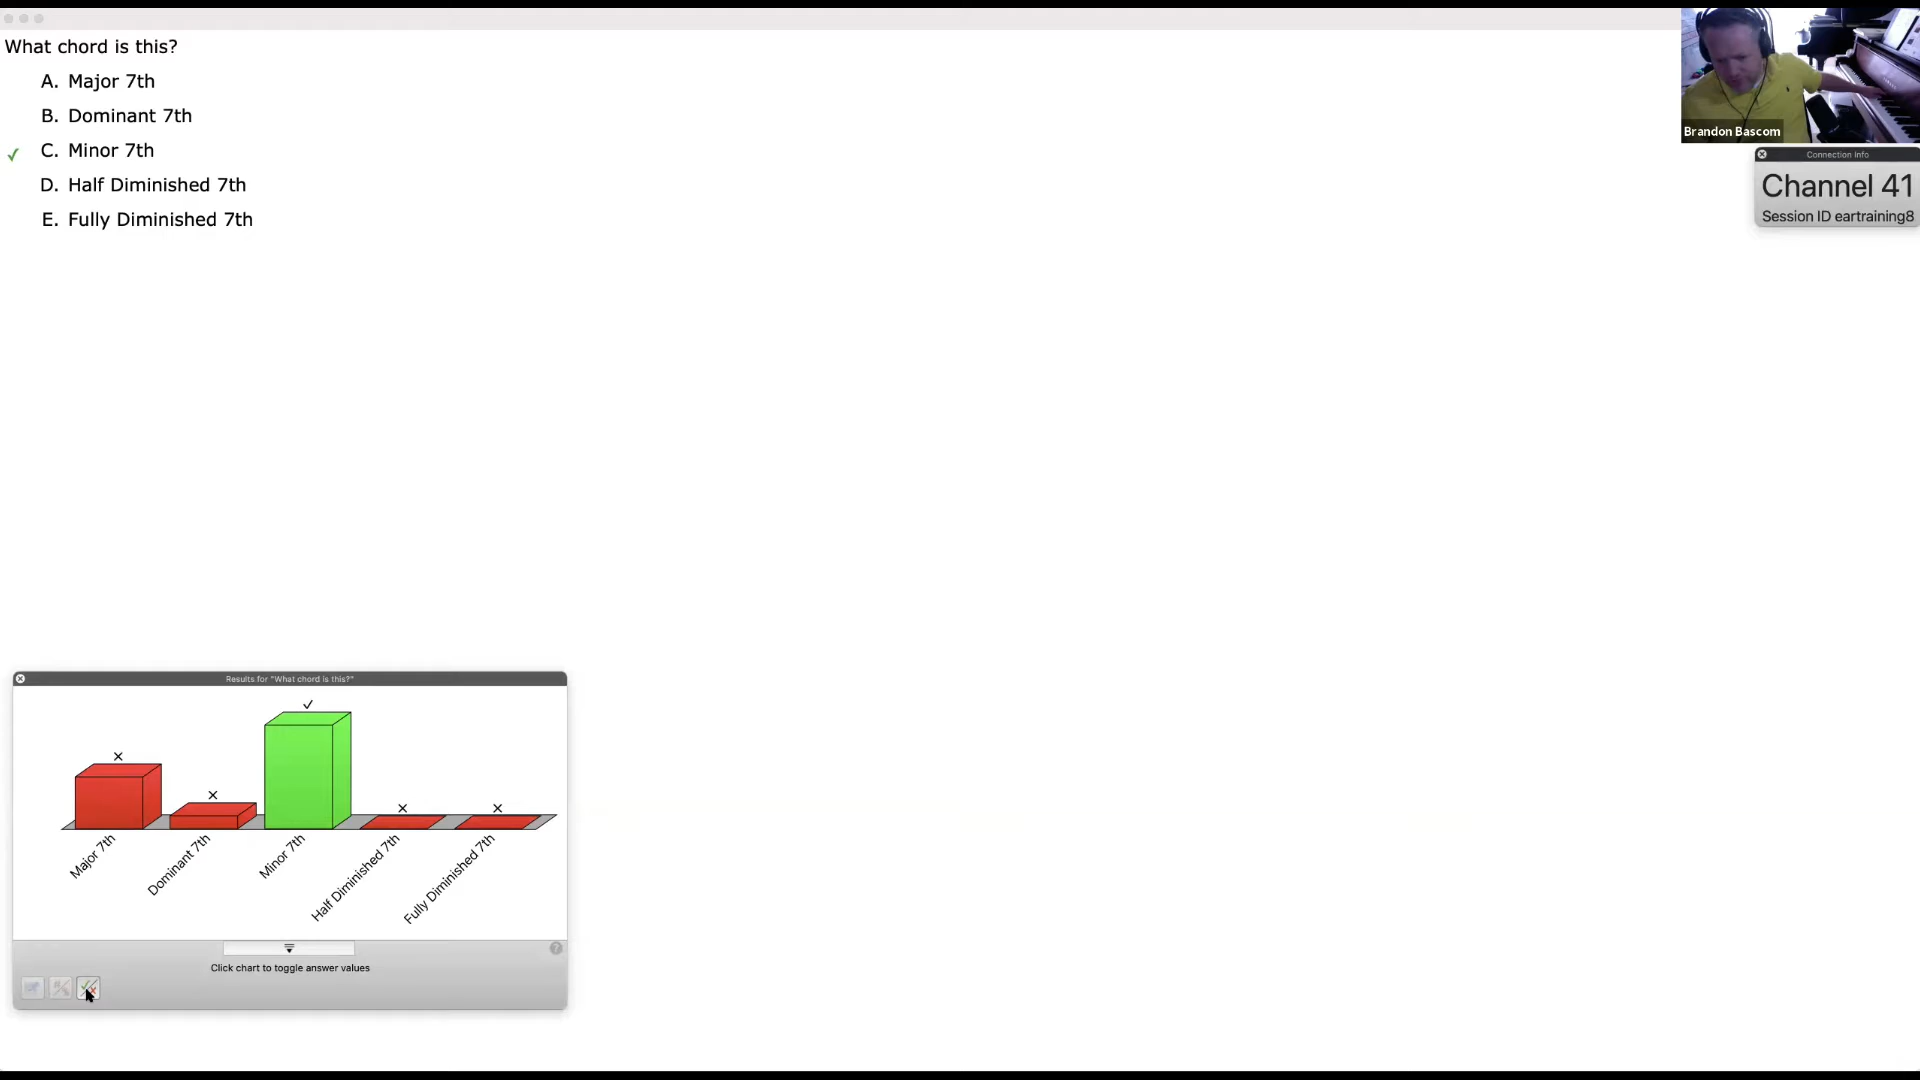 What chord is this?
A. Major 7th
B. Dominant 7th
C. Minor 7th
D. Half Diminished 7th
E. Fully Diminished 7th
Brandon Bascom
Connection Info
Channel 41
Session ID eartraining8
Results for "What chord is this?"
Major 7th
Dominant 7th
Minor 7th
Half Diminished 7th
Fully Diminished 7th
Click chart to toggle answer values